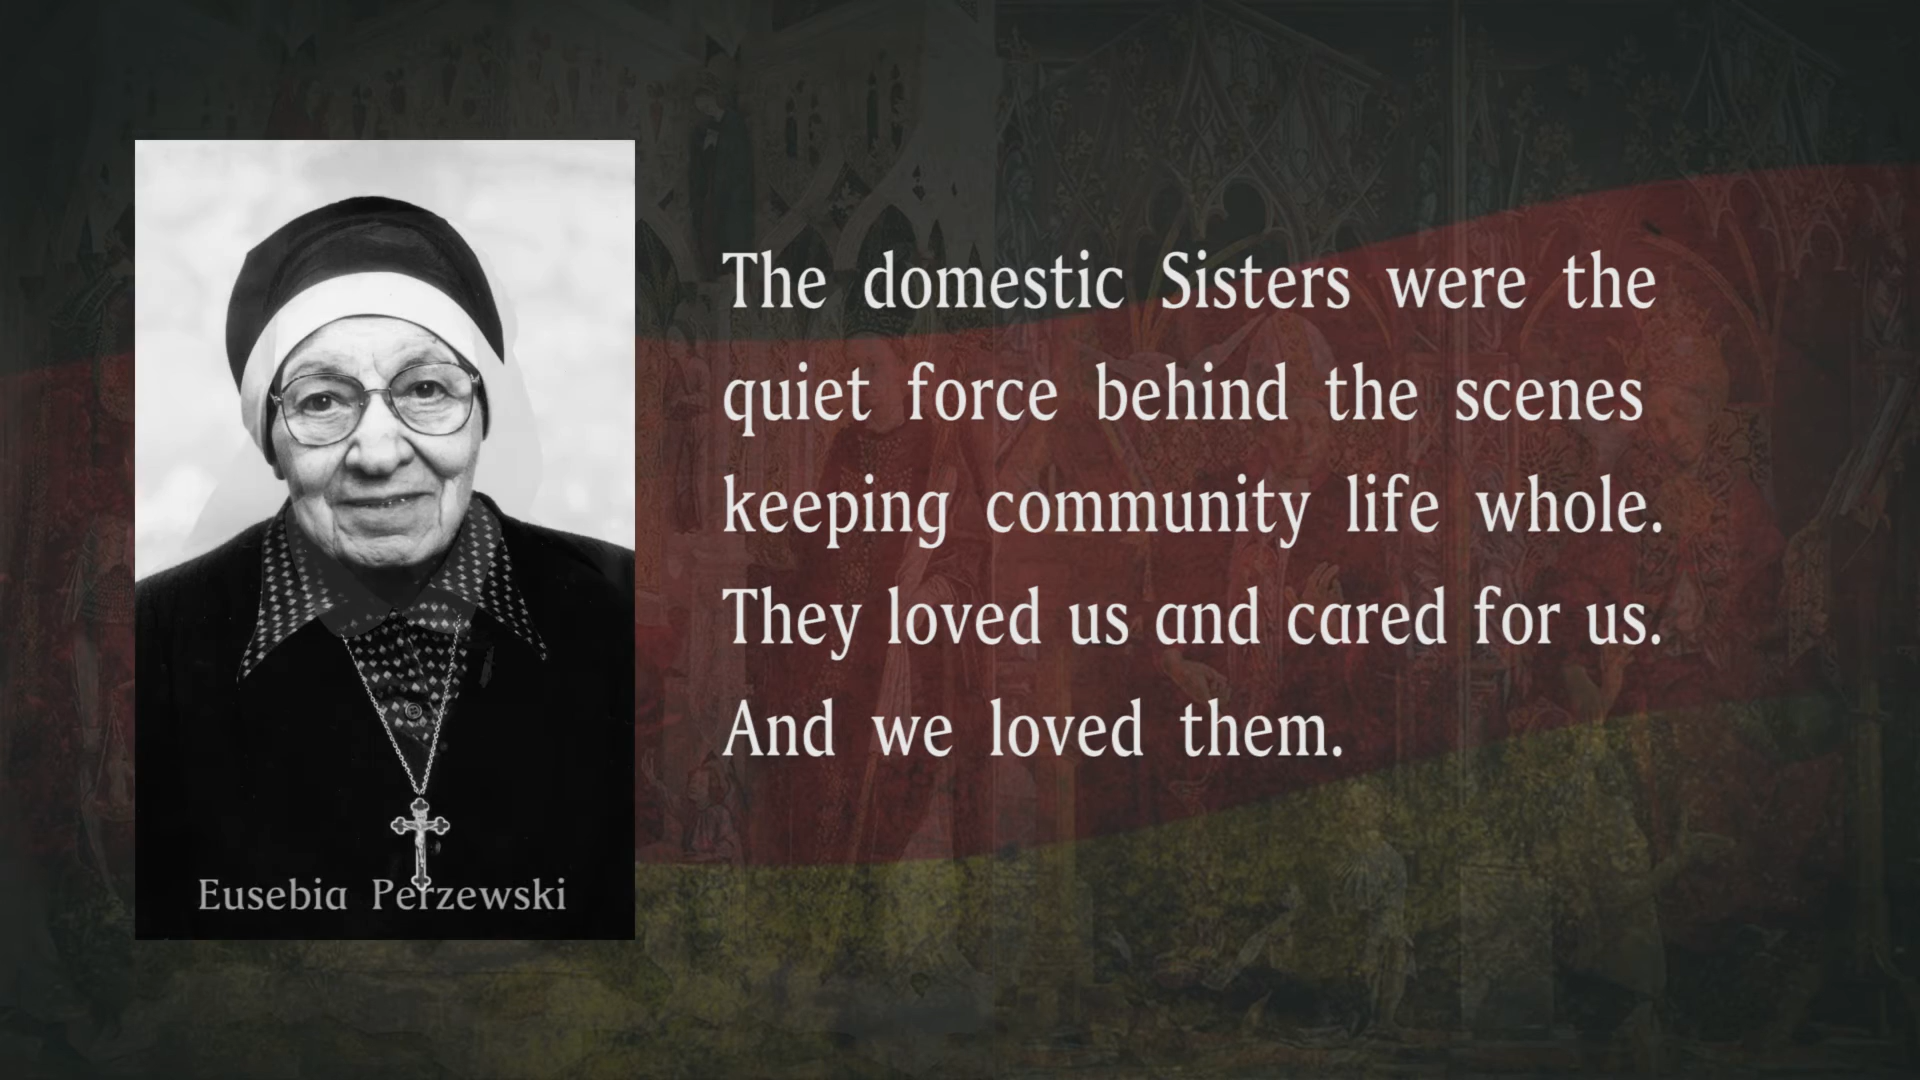 The domestic Sisters were the
quiet force behind the scenes
keeping community life whole.
They loved us and cared for us.
And we loved them.
Eusebia Perzewski